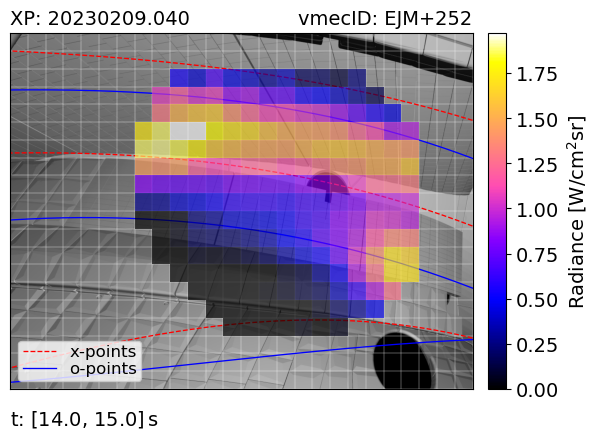 XP: 20230209.040 vmecID: EJM+252
1.75
1.50
1.25
1.00
0.75
0.50
0.25
0.00
Radiance [W/cm²sr]
x-points
o-points
t: [14.0, 15.0] s